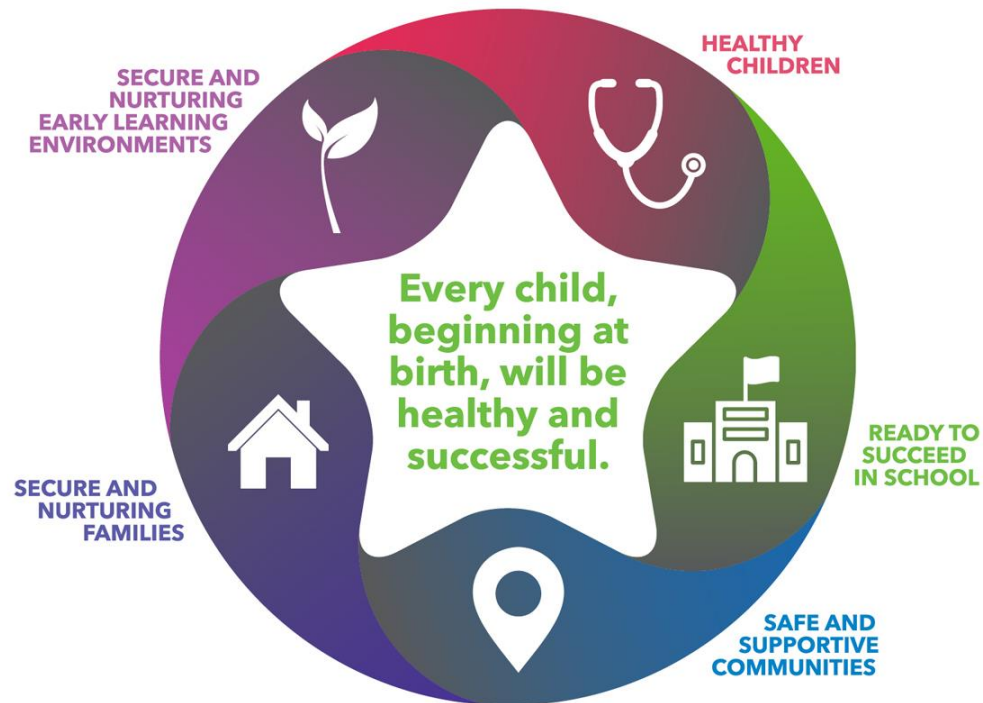 HEALTHY
CHILDREN
SECURE AND
NURTURING
EARLY LEARNING
ENVIRONMENTS
Every child,
beginning at
birth, will be
healthy and
successful.
READY TO
SUCCEED
IN SCHOOL
SECURE AND
NURTURING
FAMILIES
SAFE AND
SUPPORTIVE
COMMUNITIES